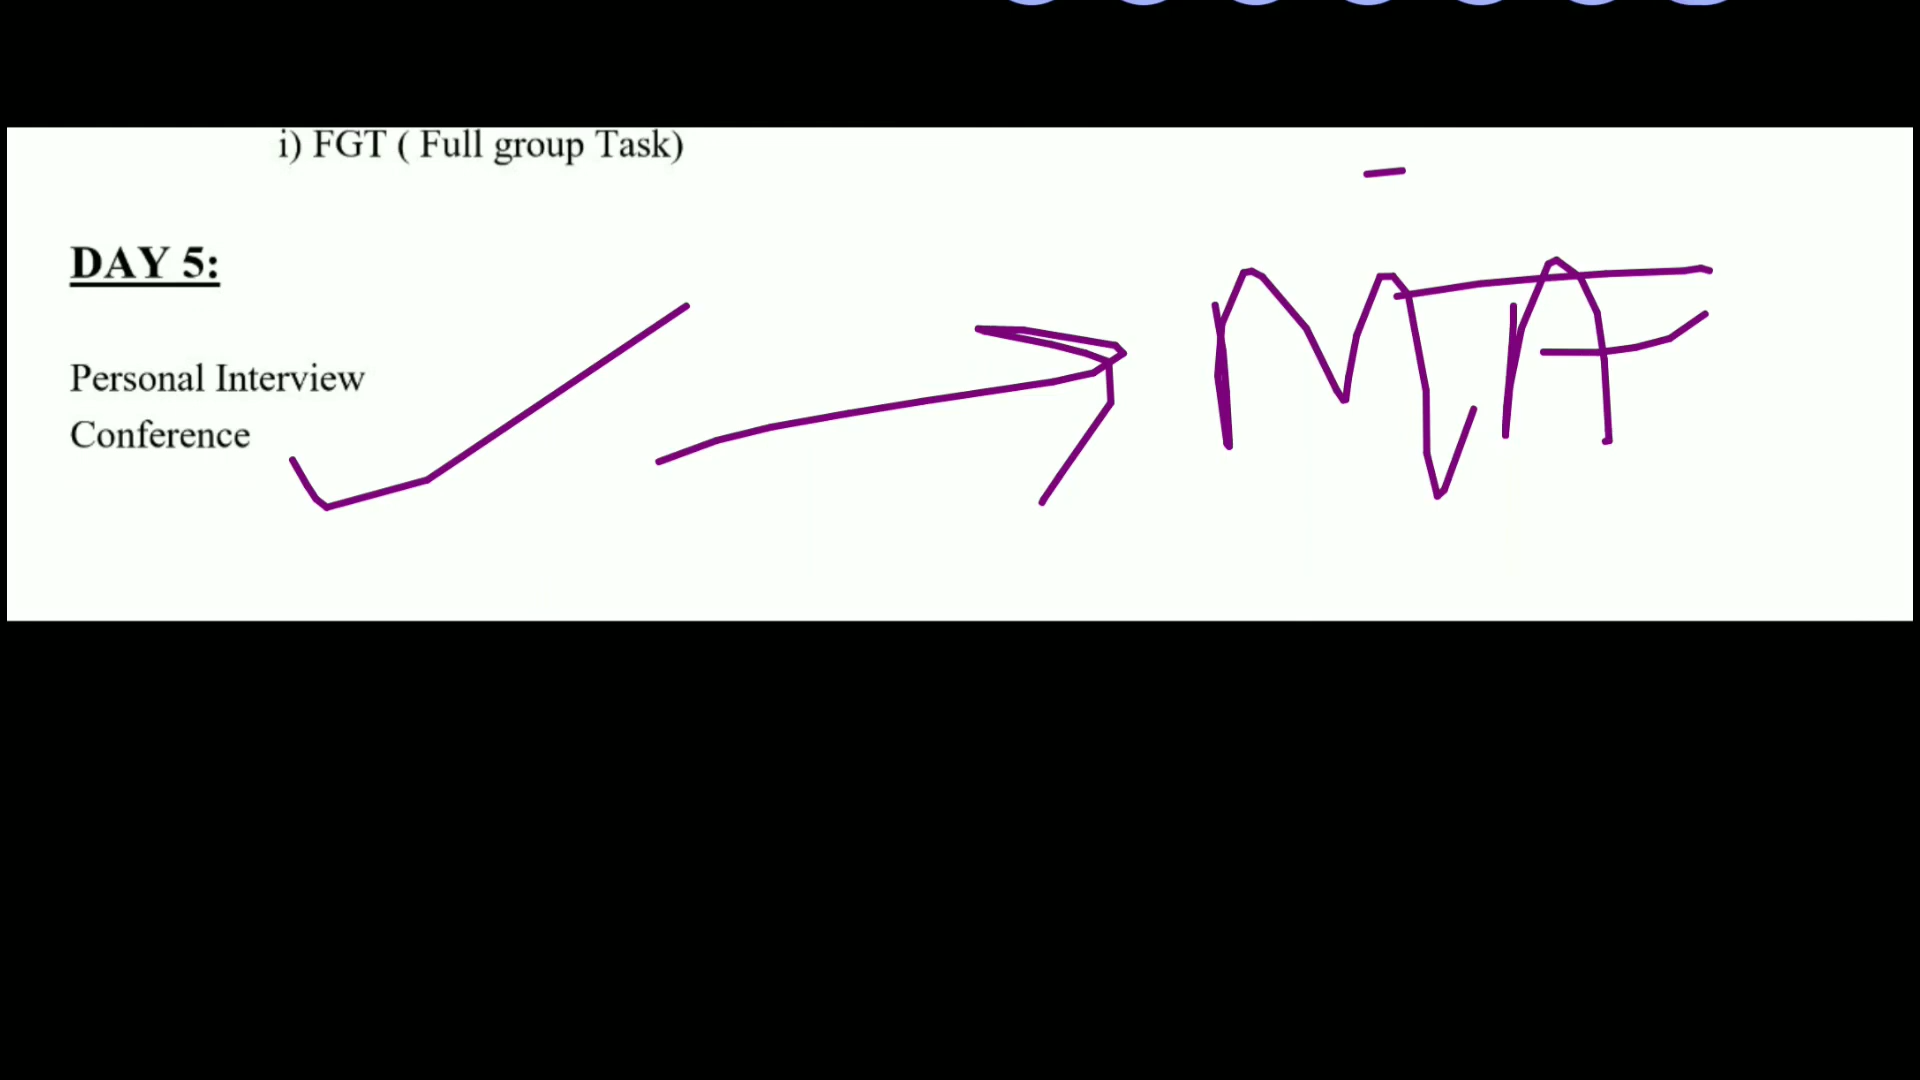 i) FGT ( Full group Task)
DAY 5:
Personal Interview
Conference